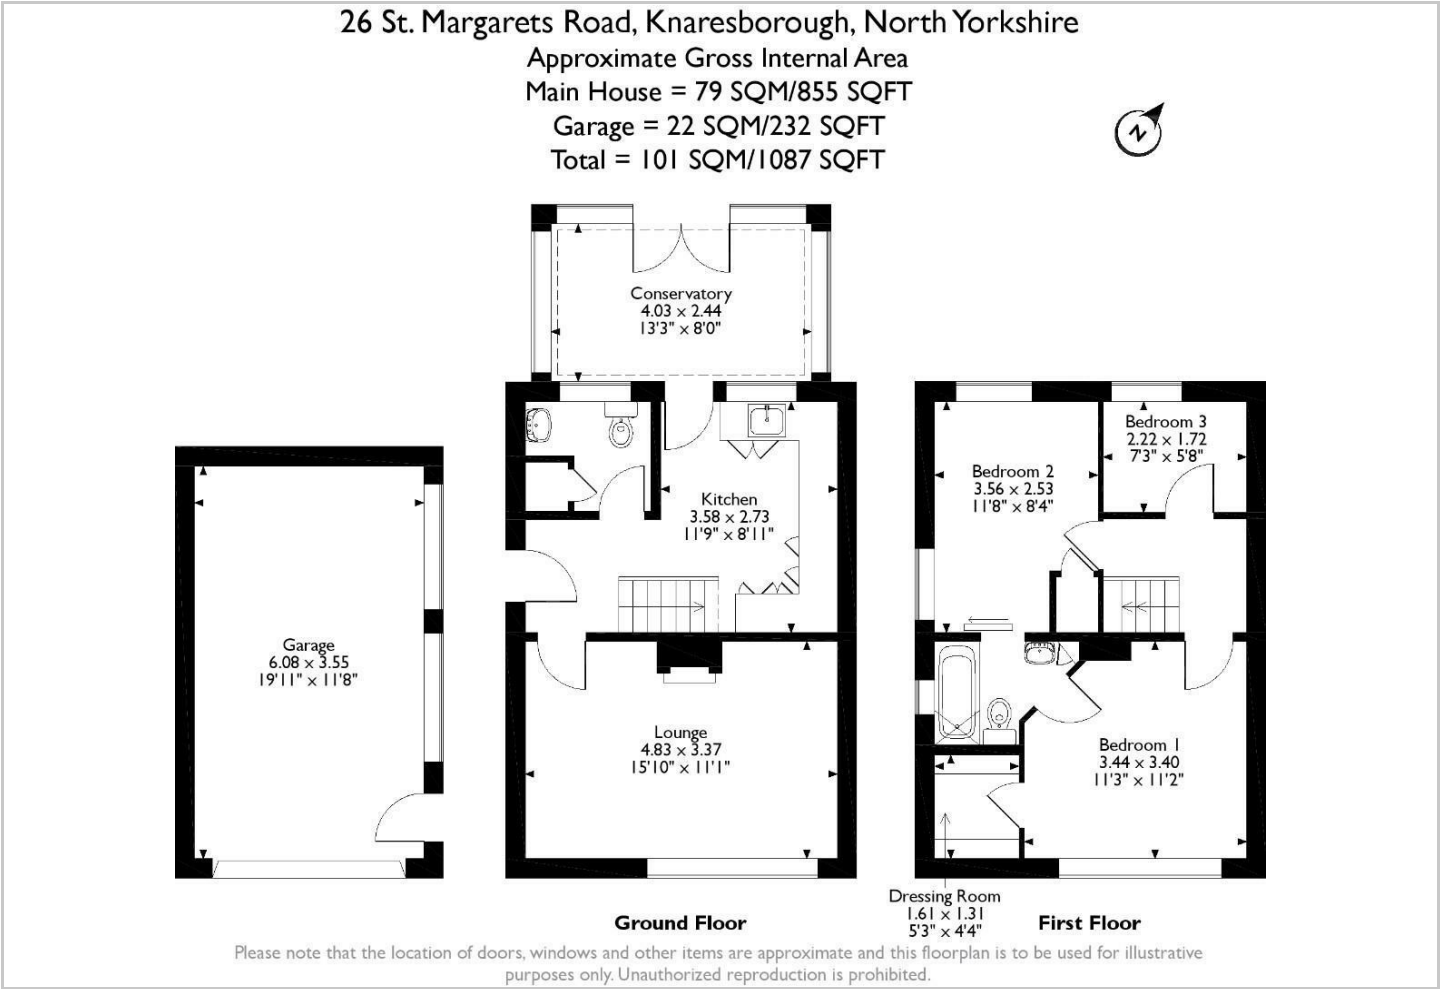 26 St. Margarets Road, Knaresborough, North Yorkshire
Approximate Gross Internal Area
Main House = 79 SQM/855 SQFT
Garage = 22 SQM/232 SQFT
Total = 101 SQM/1087 SQFT
N
Conservatory
4.03 x 2.44
13'3" x 8'0"
Kitchen
3.58 x 2.73
11'9" x 8'11"
Bedroom 2
3.56 x 2.53
11'8" x 8'4"
Bedroom 3
2.22 x 1.72
7'3" x 5'8"
Garage
6.08 x 3.55
19'11" x 11'8"
Lounge
4.83 x 3.37
15'10" x 11'1"
Bedroom 1
3.44 x 3.40
11'3" x 11'2"
Dressing Room
1.61 x 1.31
5'3" x 4'4"
Ground Floor
First Floor
Please note that the location of doors, windows and other items are approximate and this floorplan is to be used for illustrative
purposes only. Unauthorized reproduction is prohibited.